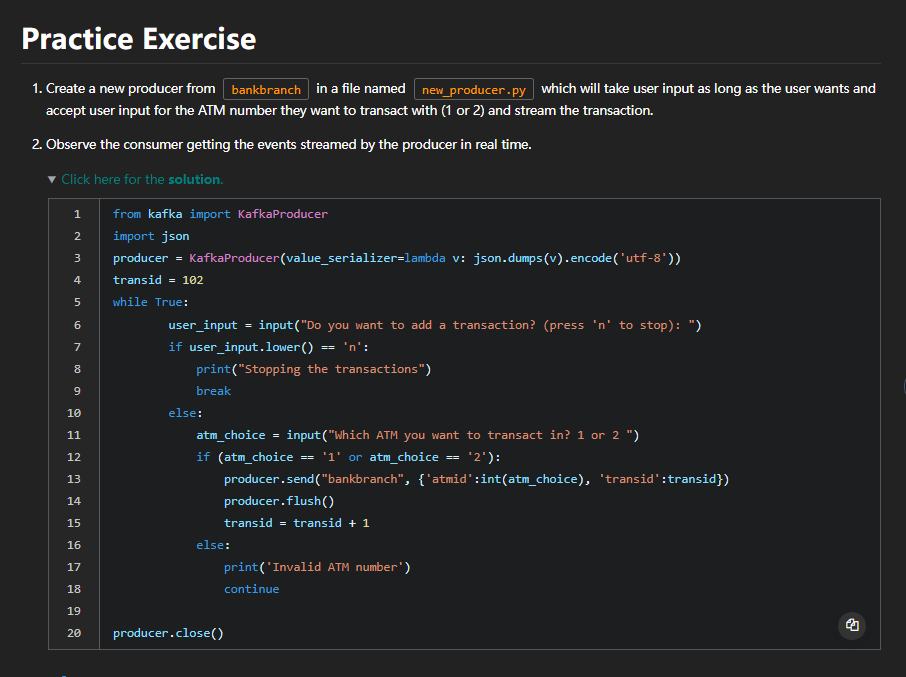 Practice Exercise
1. Create a new producer from bankbranch in a file named new_producer.py which will take user input as long as the user wants and
accept user input for the ATM number they want to transact with (1 or 2) and stream the transaction.
2. Observe the consumer getting the events streamed by the producer in real time.
▼ Click here for the solution.
1 from kafka import KafkaProducer
2 import json
3 producer = KafkaProducer(value_serializer=lambda v: json.dumps(v).encode('utf-8'))
4 transid = 102
5 while True:
6         user_input = input("Do you want to add a transaction? (press 'n' to stop): ")
7         if user_input.lower() == 'n':
8             print("Stopping the transactions")
9             break
10         else:
11             atm_choice = input("Which ATM you want to transact in? 1 or 2 ")
12             if (atm_choice == '1' or atm_choice == '2'):
13                 producer.send("bankbranch", {'atmid':int(atm_choice), 'transid':transid})
14                 producer.flush()
15                 transid = transid + 1
16             else:
17                 print('Invalid ATM number')
18                 continue
19
20 producer.close()